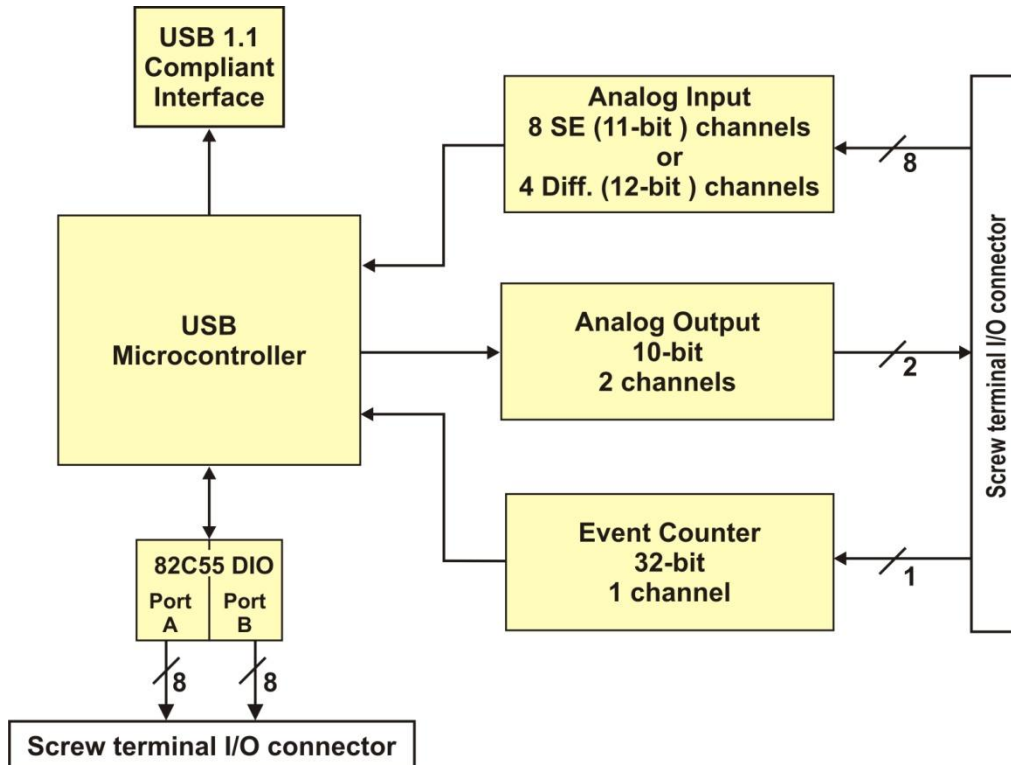 USB 1.1
Compliant
Interface
Analog Input
8 SE (11-bit ) channels
or
4 Diff. (12-bit ) channels
8
USB
Microcontroller
Analog Output
10-bit
2 channels
2
Screw terminal I/O connector
Event Counter
32-bit
1 channel
1
82C55 DIO
Port
A
Port
B
8
8
Screw terminal I/O connector